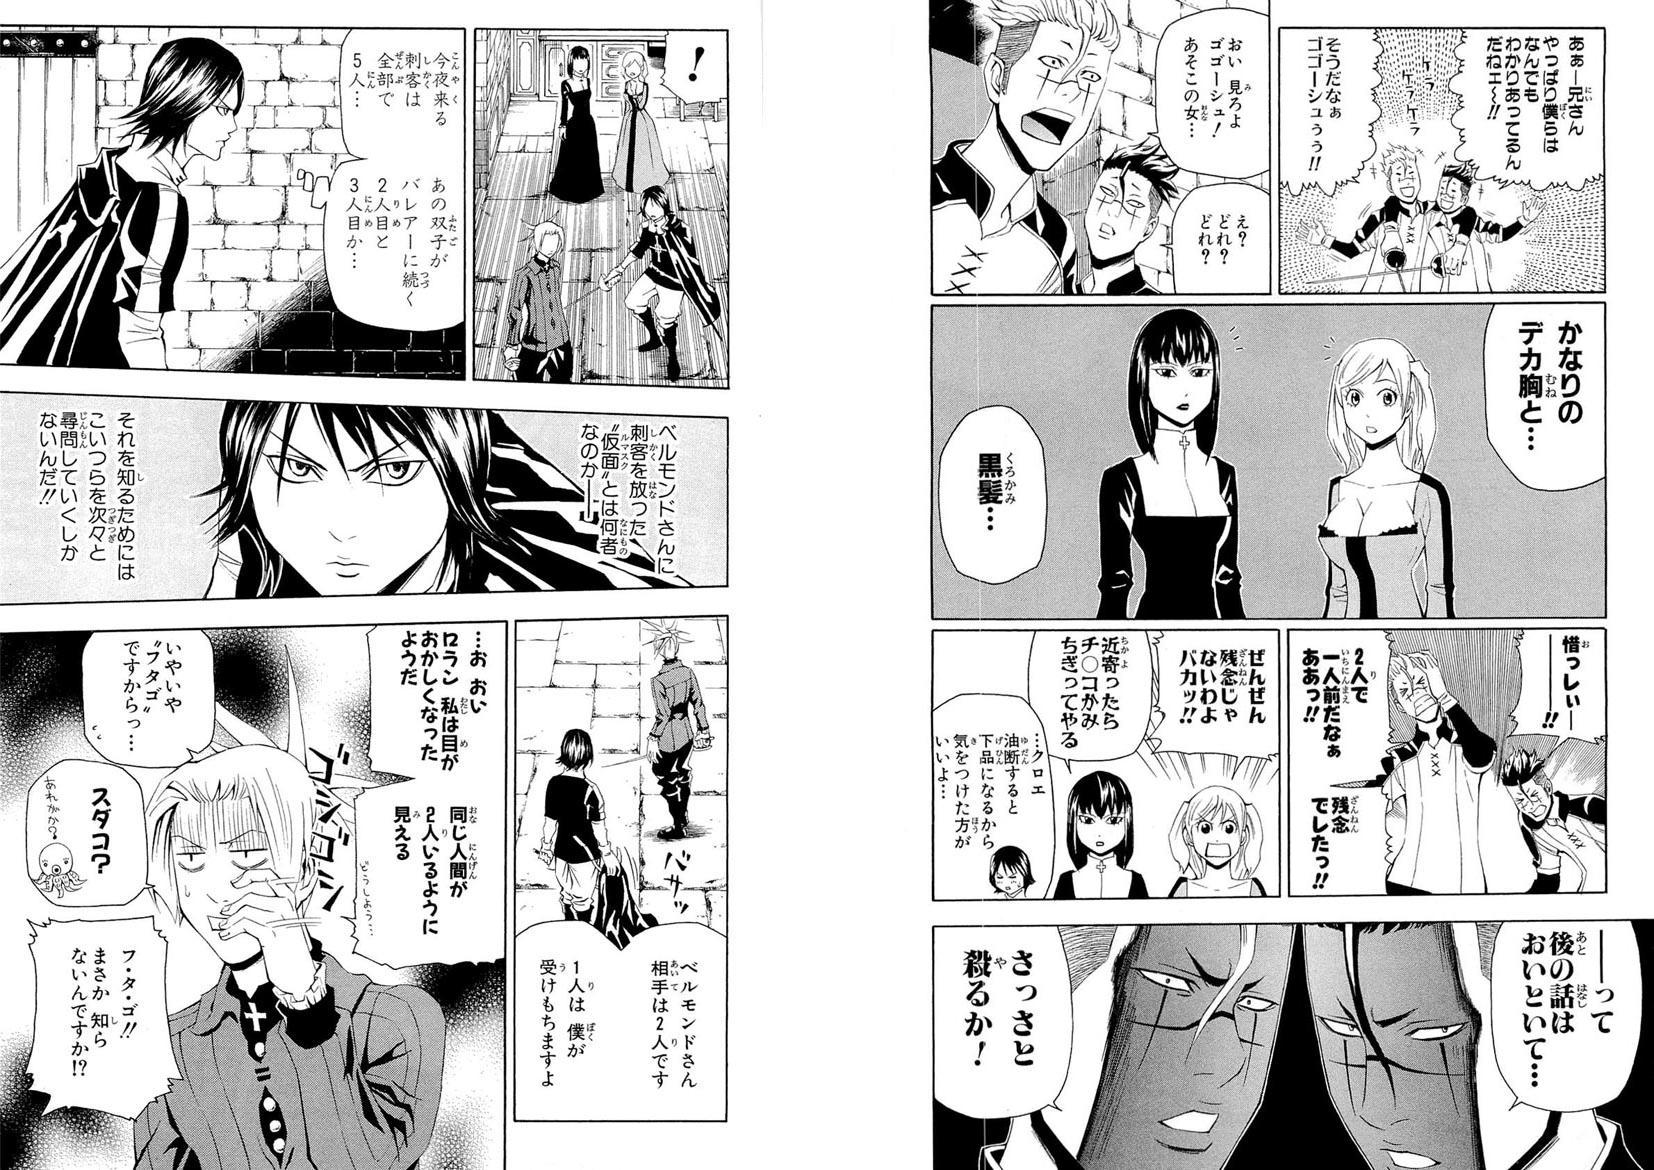 あぁー兄さん
やっぱり僕らは
なんでも
わかりあってるん
だねェ〜!!
ケラ
ケラ
ケラ
そうだなぁ
ゴゴーシュぅぅ!!
おい 見ろよ
ゴゴーシュ!
あそこの女…
え?
どれ?
どれ?
かなりの
デカ胸と…
黒髪…
惜っしぃ──
──!!
2人で
一人前だなぁ
ああっ!!
残念
でしたっ!!
ぜんぜん
残念じゃ
ないわよ
バカッ!!
近寄ったら
チ○コかみ
ちぎってやる
…クロエ
油断すると
下品になるから
気をつけた方が
いいよ…
──って
後の話は
おいといて…
さっさと
殺るか!
!
今夜来る
刺客は
全部で
5人…
あの双子が
バレアーに続く
2人目と
3人目か…
ベルモンドさんに
刺客を放った
“仮面”とは何者
なのか──
それを知るためには
こいつらを次々と
尋問していくしか
ないんだ!!
バサッ
ベルモンドさん
相手は2人です
1人は 僕が
受けもちますよ
…お おい
ロラン 私は目が
おかしくなった
ようだ
同じ人間が
2人いるように
見える
どうしよう…
ゴシゴシ
いやいや
“フタゴ”
ですからっ…
スダコ?
あれがか?
フ・タ・ゴ!!
まさか 知ら
ないんですか!?